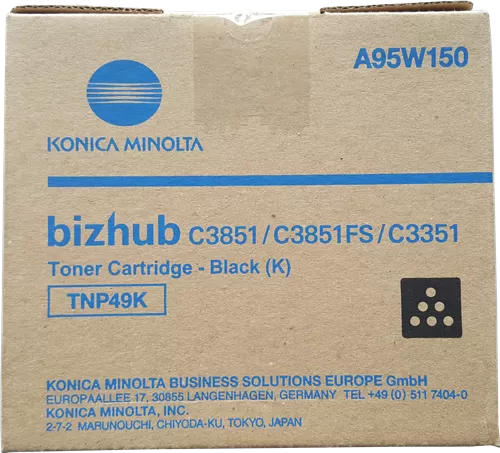 A95W150
KONICA MINOLTA
bizhub C3851/C3851FS/C3351
Toner Cartridge - Black (K)
TNP49K
KONICA MINOLTA BUSINESS SOLUTIONS EUROPE GmbH
EUROPAALLEE 17, 30855 LANGENHAGEN, GERMANY TEL +49 (0) 511 7404-0
KONICA MINOLTA, INC.
2-7-2 MARUNOUCHI, CHIYODA-KU, TOKYO, JAPAN